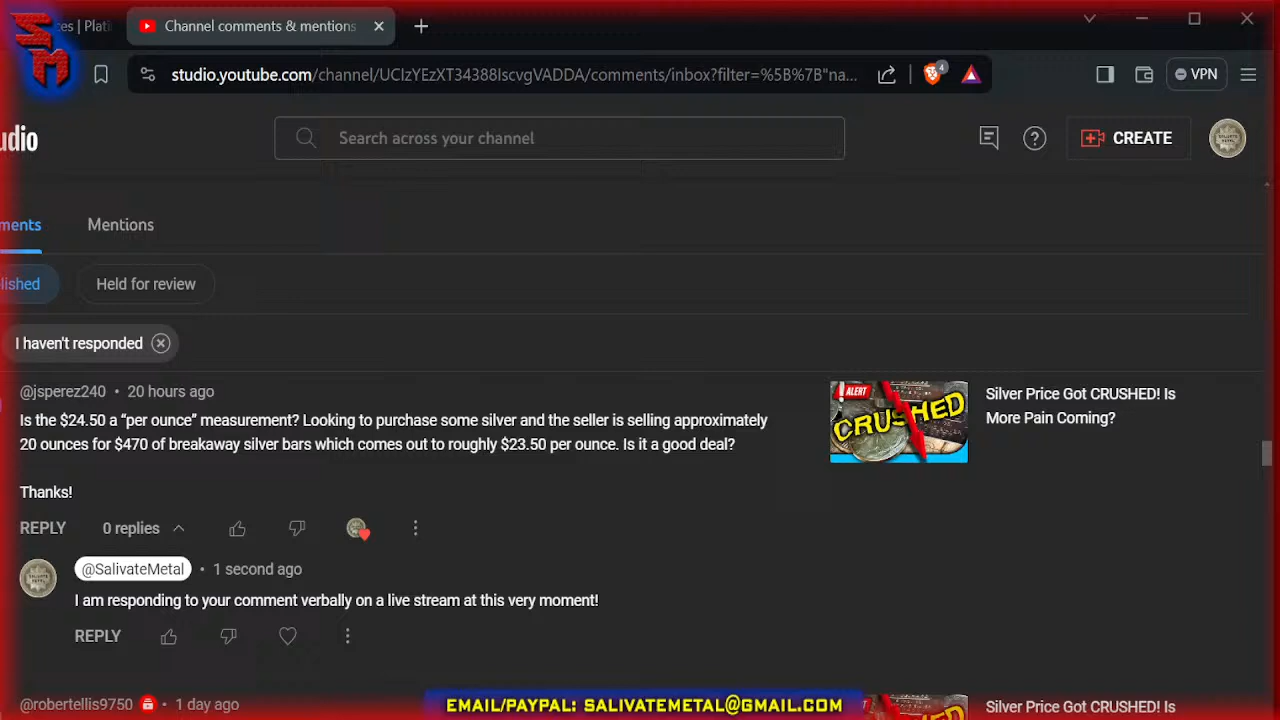 SM
ces | Plati
Channel comments & mentions
studio.youtube.com/channel/UCIzYEzXT34388IscvgVADDA/comments/inbox?filter=%5B%7B"na...
4
VPN
udio
Search across your channel
CREATE
ments
Mentions
lished
Held for review
I haven't responded
@jsperez240 • 20 hours ago
Is the $24.50 a “per ounce” measurement? Looking to purchase some silver and the seller is selling approximately
20 ounces for $470 of breakaway silver bars which comes out to roughly $23.50 per ounce. Is it a good deal?
Thanks!
ALERT
CRUSHED
Silver Price Got CRUSHED! Is
More Pain Coming?
REPLY
0 replies
@SalivateMetal • 1 second ago
I am responding to your comment verbally on a live stream at this very moment!
REPLY
@robertellis9750 • 1 day ago
Silver Price Got CRUSHED! Is
EMAIL/PAYPAL: SALIVATEMETAL@GMAIL.COM